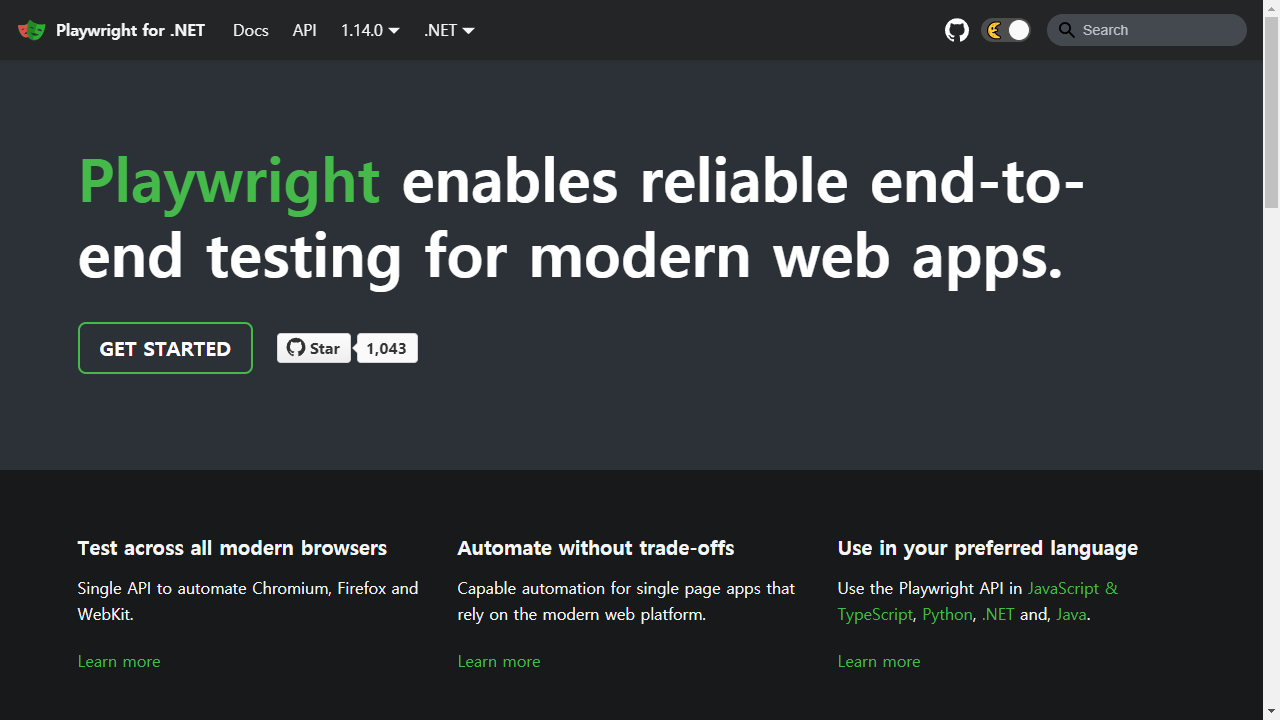 Playwright for .NET Docs API 1.14.0 .NET Search
Playwright enables reliable end-to-
end testing for modern web apps.
GET STARTED Star 1,043
Test across all modern browsers
Single API to automate Chromium, Firefox and
WebKit.
Learn more
Automate without trade-offs
Capable automation for single page apps that
rely on the modern web platform.
Learn more
Use in your preferred language
Use the Playwright API in JavaScript &
TypeScript, Python, .NET and, Java.
Learn more